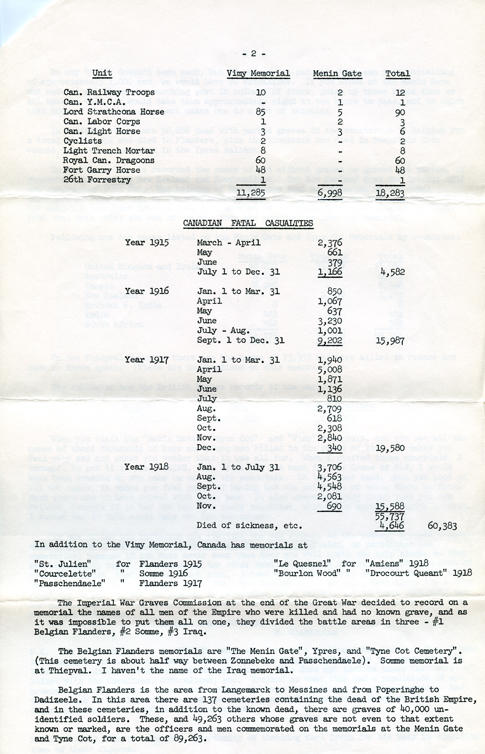 - 2 -
Unit Vimy Memorial Menin Gate Total
Can. Railway Troops 10 2 12
Can. Y.M.C.A. - 1 1
Lord Strathcona Horse 85 5 90
Can. Labor Corps 1 2 3
Can. Light Horse 3 3 6
Cyclists 2 - 2
Light Trench Mortar 8 - 8
Royal Can. Dragoons 60 - 60
Fort Garry Horse 48 - 48
26th Forrestry 1 - 1
11,285 6,998 18,283
CANADIAN FATAL CASUALTIES
Year 1915 March - April 2,376
May 661
June 379
July 1 to Dec. 31 1,166 4,582
Year 1916 Jan. 1 to Mar. 31 850
April 1,067
May 637
June 3,230
July - Aug. 1,001
Sept. 1 to Dec. 31 9,202 15,987
Year 1917 Jan. 1 to Mar. 31 1,940
April 5,008
May 1,871
June 1,136
July 810
Aug. 2,709
Sept. 618
Oct. 2,308
Nov. 2,840
Dec. 340 19,580
Year 1918 Jan. 1 to July 31 3,706
Aug. 4,563
Sept. 4,548
Oct. 2,081
Nov. 690 15,588
55,737
Died of sickness, etc. 4,646 60,383
In addition to the Vimy Memorial, Canada has memorials at
"St. Julien" for Flanders 1915 "Le Quesnel" for "Amiens" 1918
"Courcelette" " Somme 1916 "Bourlon Wood" " "Drocourt Queant" 1918
"Passchendaele" " Flanders 1917
The Imperial War Graves Commission at the end of the Great War decided to record on a
memorial the names of all men of the Empire who were killed and had no known grave, and as
it was impossible to put them all on one, they divided the battle areas in three - #1
Belgian Flanders, #2 Somme, #3 Iraq.
The Belgian Flanders memorials are "The Menin Gate", Ypres, and "Tyne Cot Cemetery".
(This cemetery is about half way between Zonnebeke and Passchendaele). Somme memorial is
at Thiepval. I haven't the name of the Iraq memorial.
Belgian Flanders is the area from Langemarck to Messines and from Poperinghe to
Dadizeele. In this area there are 137 cemeteries containing the dead of the British Empire,
and in these cemeteries, in addition to the known dead, there are graves of 40,000 un-
identified soldiers. These, and 49,263 others whose graves are not even to that extent
known or marked, are the officers and men commemorated on the memorials at the Menin Gate
and Tyne Cot, for a total of 89,263.